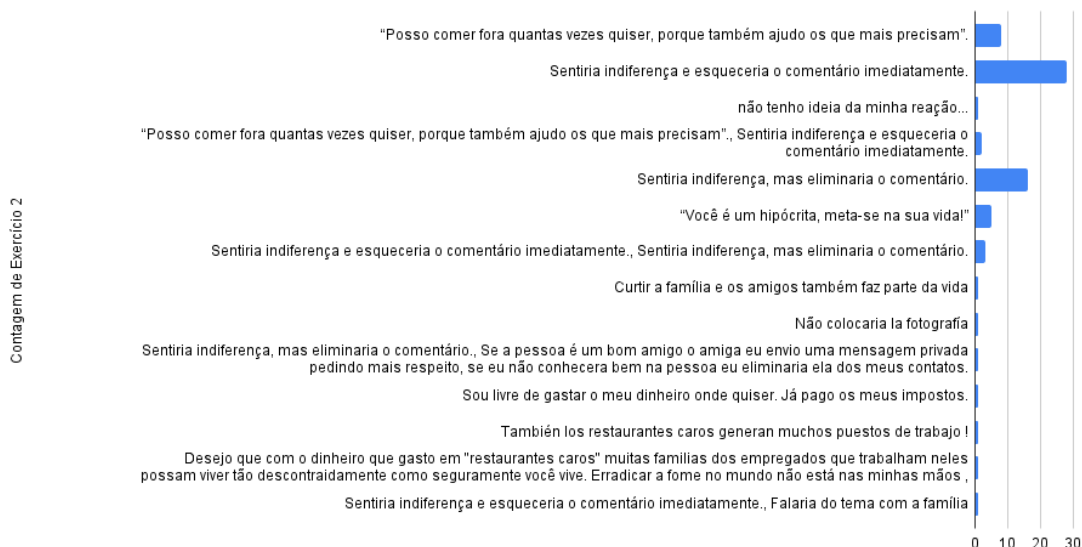 “Posso comer fora quantas vezes quiser, porque também ajudo os que mais precisam”.
Sentiria indiferença e esqueceria o comentário imediatamente.
não tenho ideia da minha reação...
“Posso comer fora quantas vezes quiser, porque também ajudo os que mais precisam”., Sentiria indiferença e esqueceria o
comentário imediatamente.
Sentiria indiferença, mas eliminaria o comentário.
“Você é um hipócrita, meta-se na sua vida!”
Sentiria indiferença e esqueceria o comentário imediatamente., Sentiria indiferença, mas eliminaria o comentário.
Curtir a família e os amigos também faz parte da vida
Não colocaria la fotografía
Sentiria indiferença, mas eliminaria o comentário., Se a pessoa é um bom amigo o amiga eu envio uma mensagem privada
pedindo mais respeito, se eu não conhecera bem na pessoa eu eliminaria ela dos meus contatos.
Sou livre de gastar o meu dinheiro onde quiser. Já pago os meus impostos.
También los restaurantes caros generan muchos puestos de trabajo !
Desejo que com o dinheiro que gasto em "restaurantes caros" muitas familias dos empregados que trabalham neles
possam viver tão descontraidamente como seguramente você vive. Erradicar a fome no mundo não está nas minhas mãos ,
Sentiria indiferença e esqueceria o comentário imediatamente., Falaria do tema com a família
Contagem de Exercício 2
0 10 20 30